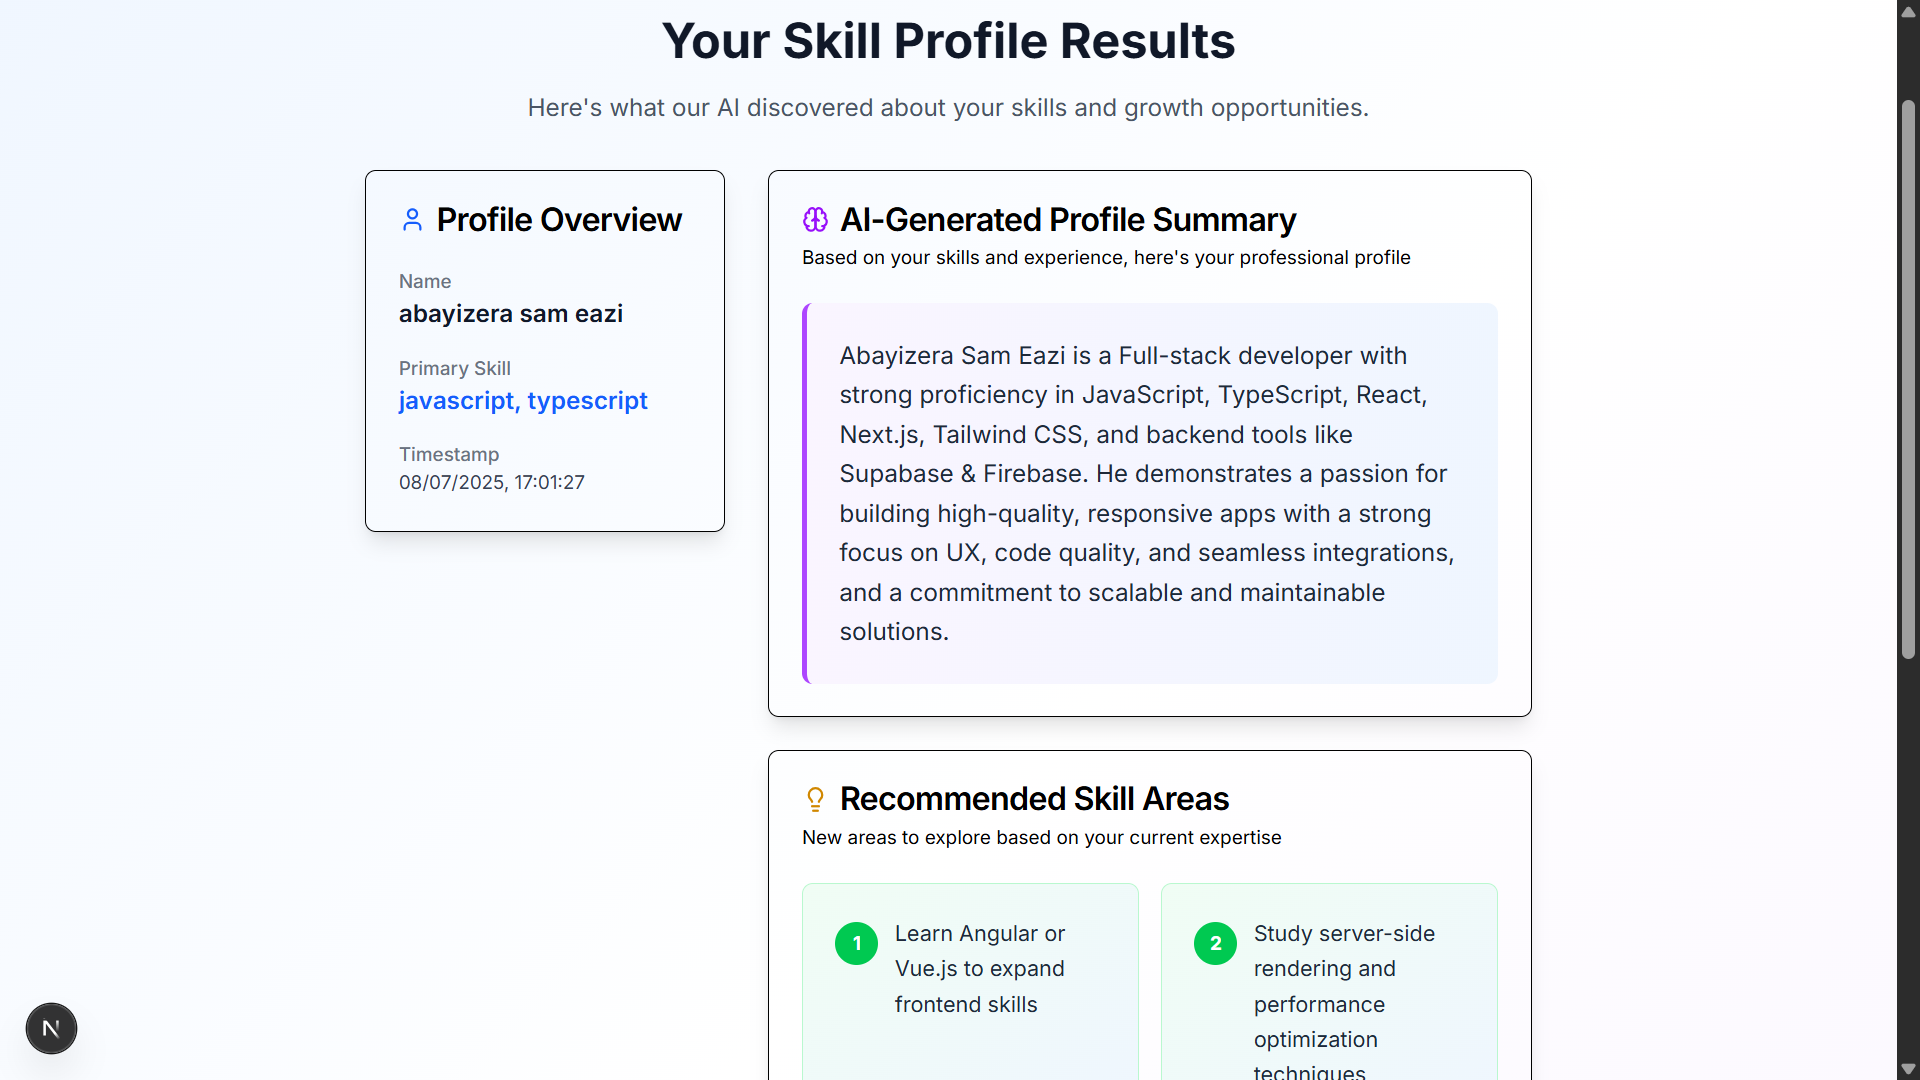 Your Skill Profile Results
Here's what our AI discovered about your skills and growth opportunities.
Profile Overview
Name
abayizera sam eazi
Primary Skill
javascript, typescript
Timestamp
08/07/2025, 17:01:27
AI-Generated Profile Summary
Based on your skills and experience, here's your professional profile
Abayizera Sam Eazi is a Full-stack developer with
strong proficiency in JavaScript, TypeScript, React,
Next.js, Tailwind CSS, and backend tools like
Supabase & Firebase. He demonstrates a passion for
building high-quality, responsive apps with a strong
focus on UX, code quality, and seamless integrations,
and a commitment to scalable and maintainable
solutions.
Recommended Skill Areas
New areas to explore based on your current expertise
1
Learn Angular or
Vue.js to expand
frontend skills
2
Study server-side
rendering and
performance
optimization
techniques
N